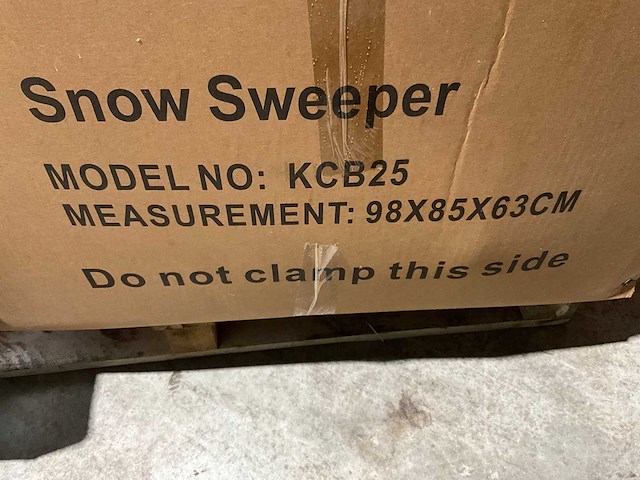 Snow Sweeper
MODEL NO: KCB25
MEASUREMENT: 98X85X63CM
Do not clamp this side